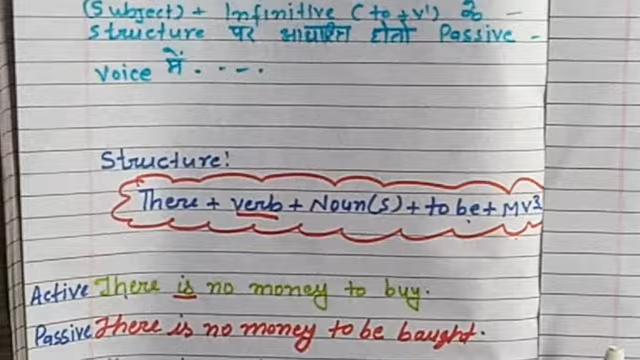 (Subject) + Infinitive (to + v¹) के -
structure पर आधारित होतो Passive -
voice में. - - - .
Structure!
There + verb + Noun(s) + to be + MV3
Active There is no money to buy.
Passive There is no money to be baught.